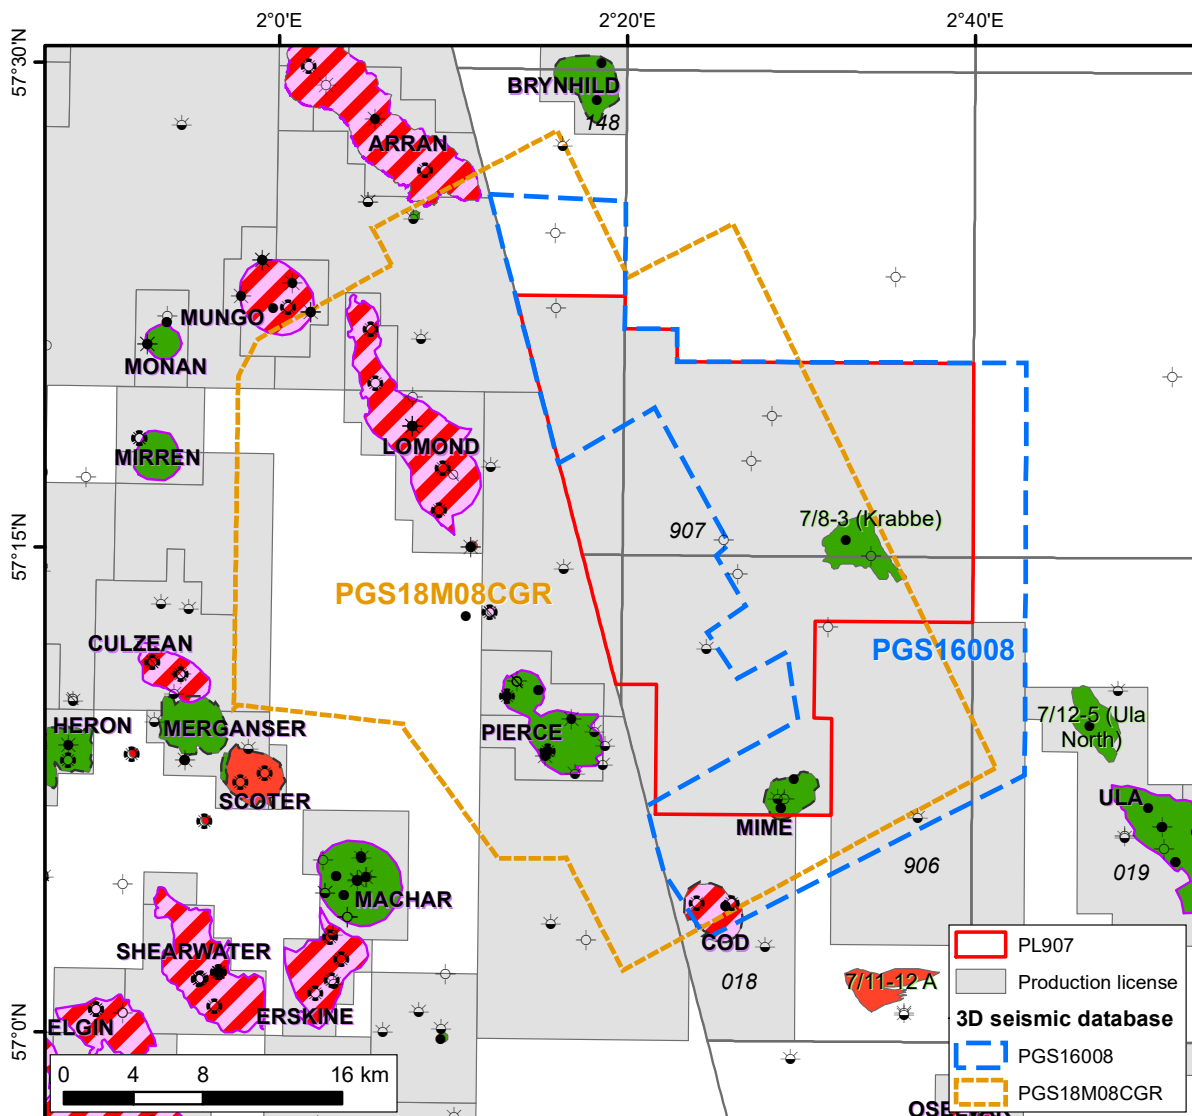 2°0'E
2°20'E
2°40'E
57°30'N
57°15'N
57°0'N
BRYNHILD
148
ARRAN
MUNGO
MONAN
MIRREN
LOMOND
7/8-3 (Krabbe)
907
PGS18M08CGR
PGS16008
CULZEAN
HERON
MERGANSER
PIERCE
7/12-5 (Ula
North)
SCOTER
ULA
MIME
906
019
MACHAR
SHEARWATER
COD
018
7/11-12 A
ELGIN
ERSKINE
PL907
Production license
3D seismic database
PGS16008
PGS18M08CGR
0
4
8
16 km